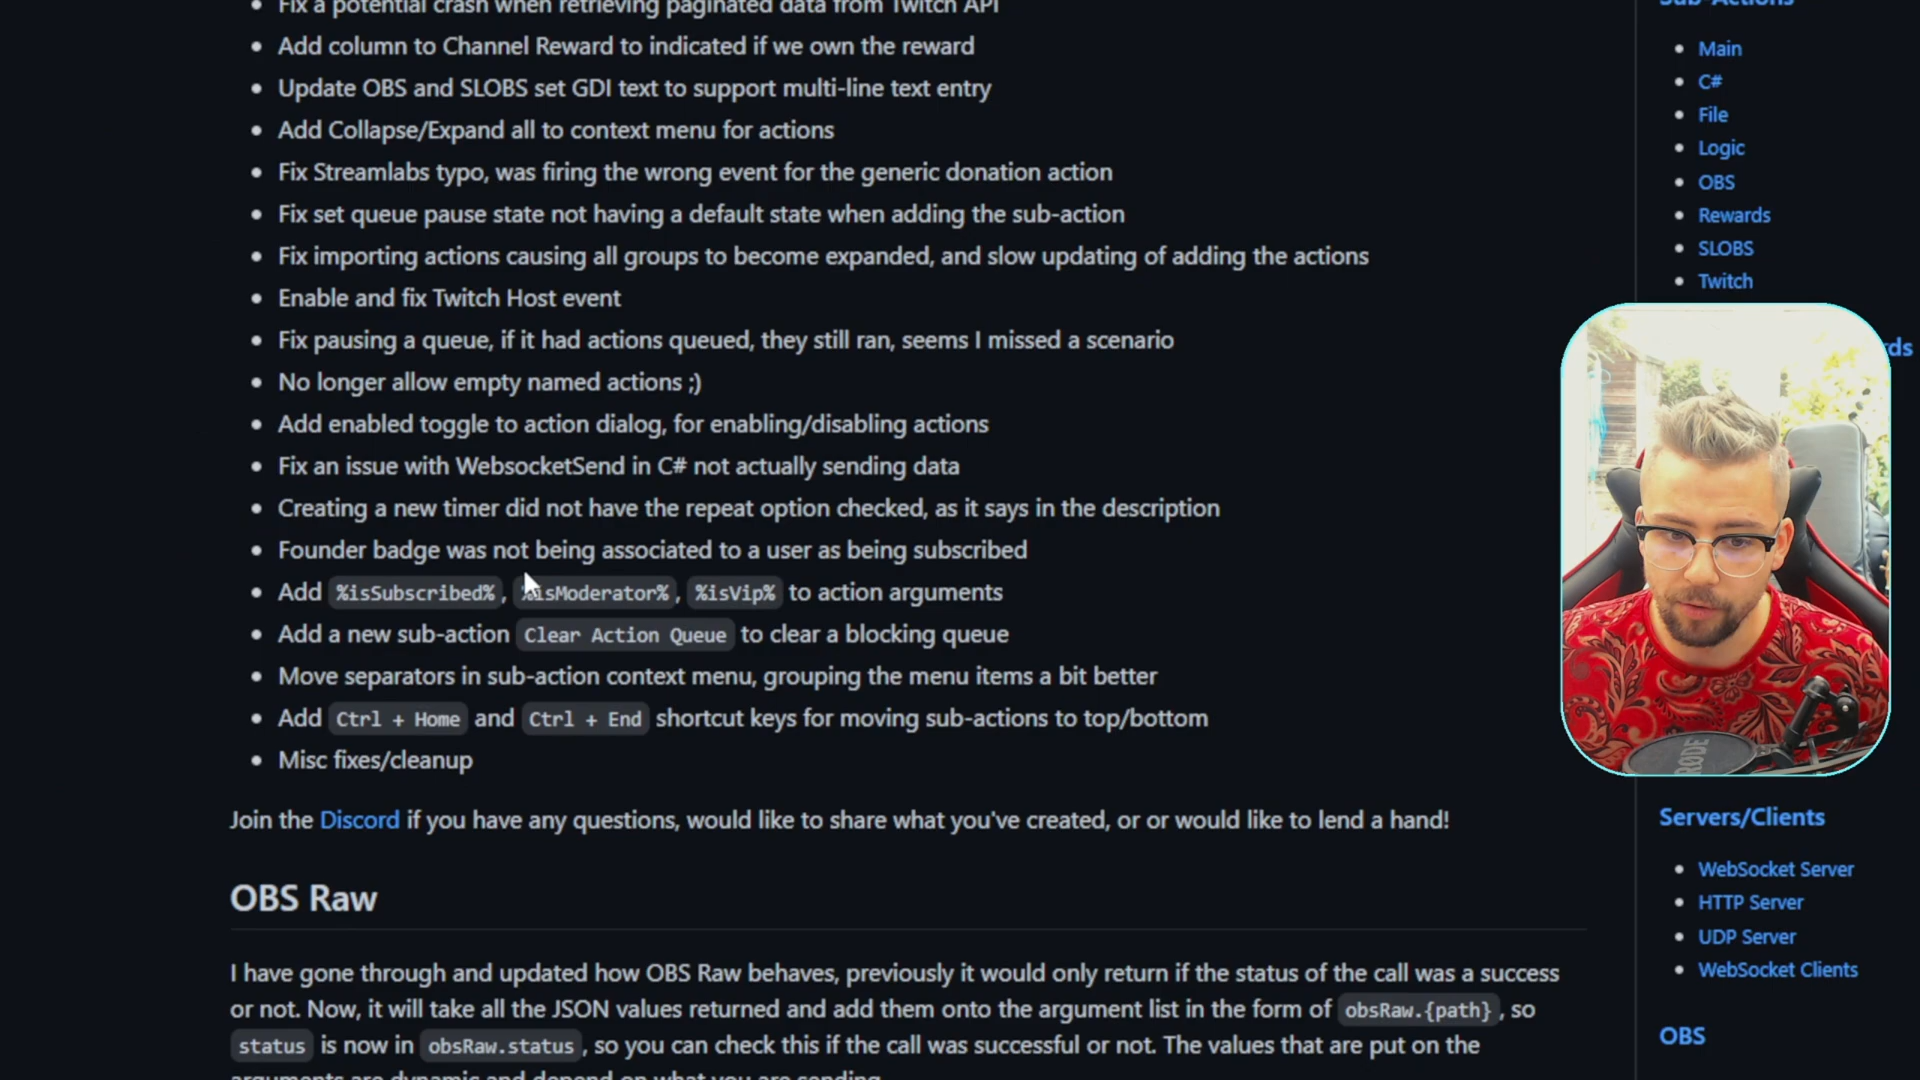 Fix a potential crash when retrieving paginated data from Twitch API
Add column to Channel Reward to indicated if we own the reward
Update OBS and SLOBS set GDI text to support multi-line text entry
Add Collapse/Expand all to context menu for actions
Fix Streamlabs typo, was firing the wrong event for the generic donation action
Fix set queue pause state not having a default state when adding the sub-action
Fix importing actions causing all groups to become expanded, and slow updating of adding the actions
Enable and fix Twitch Host event
Fix pausing a queue, if it had actions queued, they still ran, seems I missed a scenario
No longer allow empty named actions ;)
Add enabled toggle to action dialog, for enabling/disabling actions
Fix an issue with WebsocketSend in C# not actually sending data
Creating a new timer did not have the repeat option checked, as it says in the description
Founder badge was not being associated to a user as being subscribed
Add %isSubscribed%, %isModerator%, %isVip% to action arguments
Add a new sub-action Clear Action Queue to clear a blocking queue
Move separators in sub-action context menu, grouping the menu items a bit better
Add Ctrl + Home and Ctrl + End shortcut keys for moving sub-actions to top/bottom
Misc fixes/cleanup
Join the Discord if you have any questions, would like to share what you've created, or or would like to lend a hand!
OBS Raw
I have gone through and updated how OBS Raw behaves, previously it would only return if the status of the call was a success
or not. Now, it will take all the JSON values returned and add them onto the argument list in the form of obsRaw.{path}, so
status is now in obsRaw.status, so you can check this if the call was successful or not. The values that are put on the
arguments are dynamic and depend on what you are sending
Sub-Actions
Main
C#
File
Logic
OBS
Rewards
SLOBS
Twitch
RØDE
Servers/Clients
WebSocket Server
HTTP Server
UDP Server
WebSocket Clients
OBS